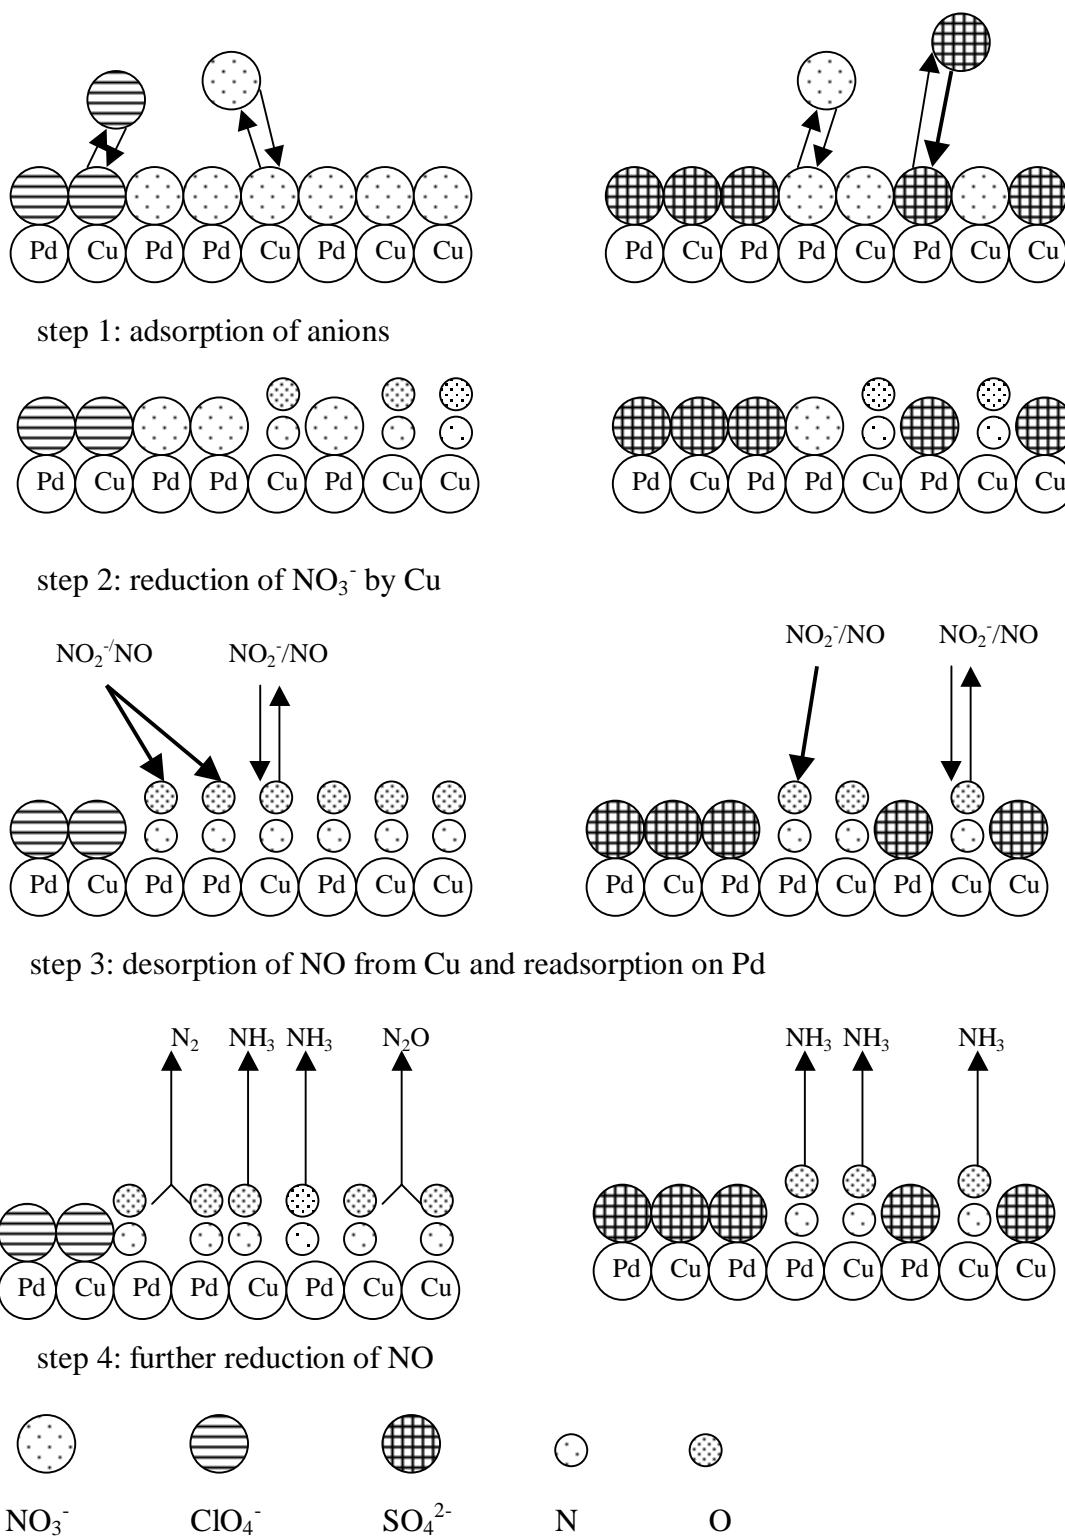 Pd Cu Pd Pd Cu Pd Cu Cu
Pd Cu Pd Pd Cu Pd Cu Cu
step 1: adsorption of anions
Pd Cu Pd Pd Cu Pd Cu Cu
Pd Cu Pd Pd Cu Pd Cu Cu
step 2: reduction of NO₃⁻ by Cu
NO₂⁻/NO NO₂⁻/NO
NO₂⁻/NO NO₂⁻/NO
Pd Cu Pd Pd Cu Pd Cu Cu
Pd Cu Pd Pd Cu Pd Cu Cu
step 3: desorption of NO from Cu and readsorption on Pd
N₂ NH₃ NH₃ N₂O
NH₃ NH₃ NH₃
Pd Cu Pd Pd Cu Pd Cu Cu
Pd Cu Pd Pd Cu Pd Cu Cu
step 4: further reduction of NO
NO₃⁻ ClO₄⁻ SO₄²⁻ N O